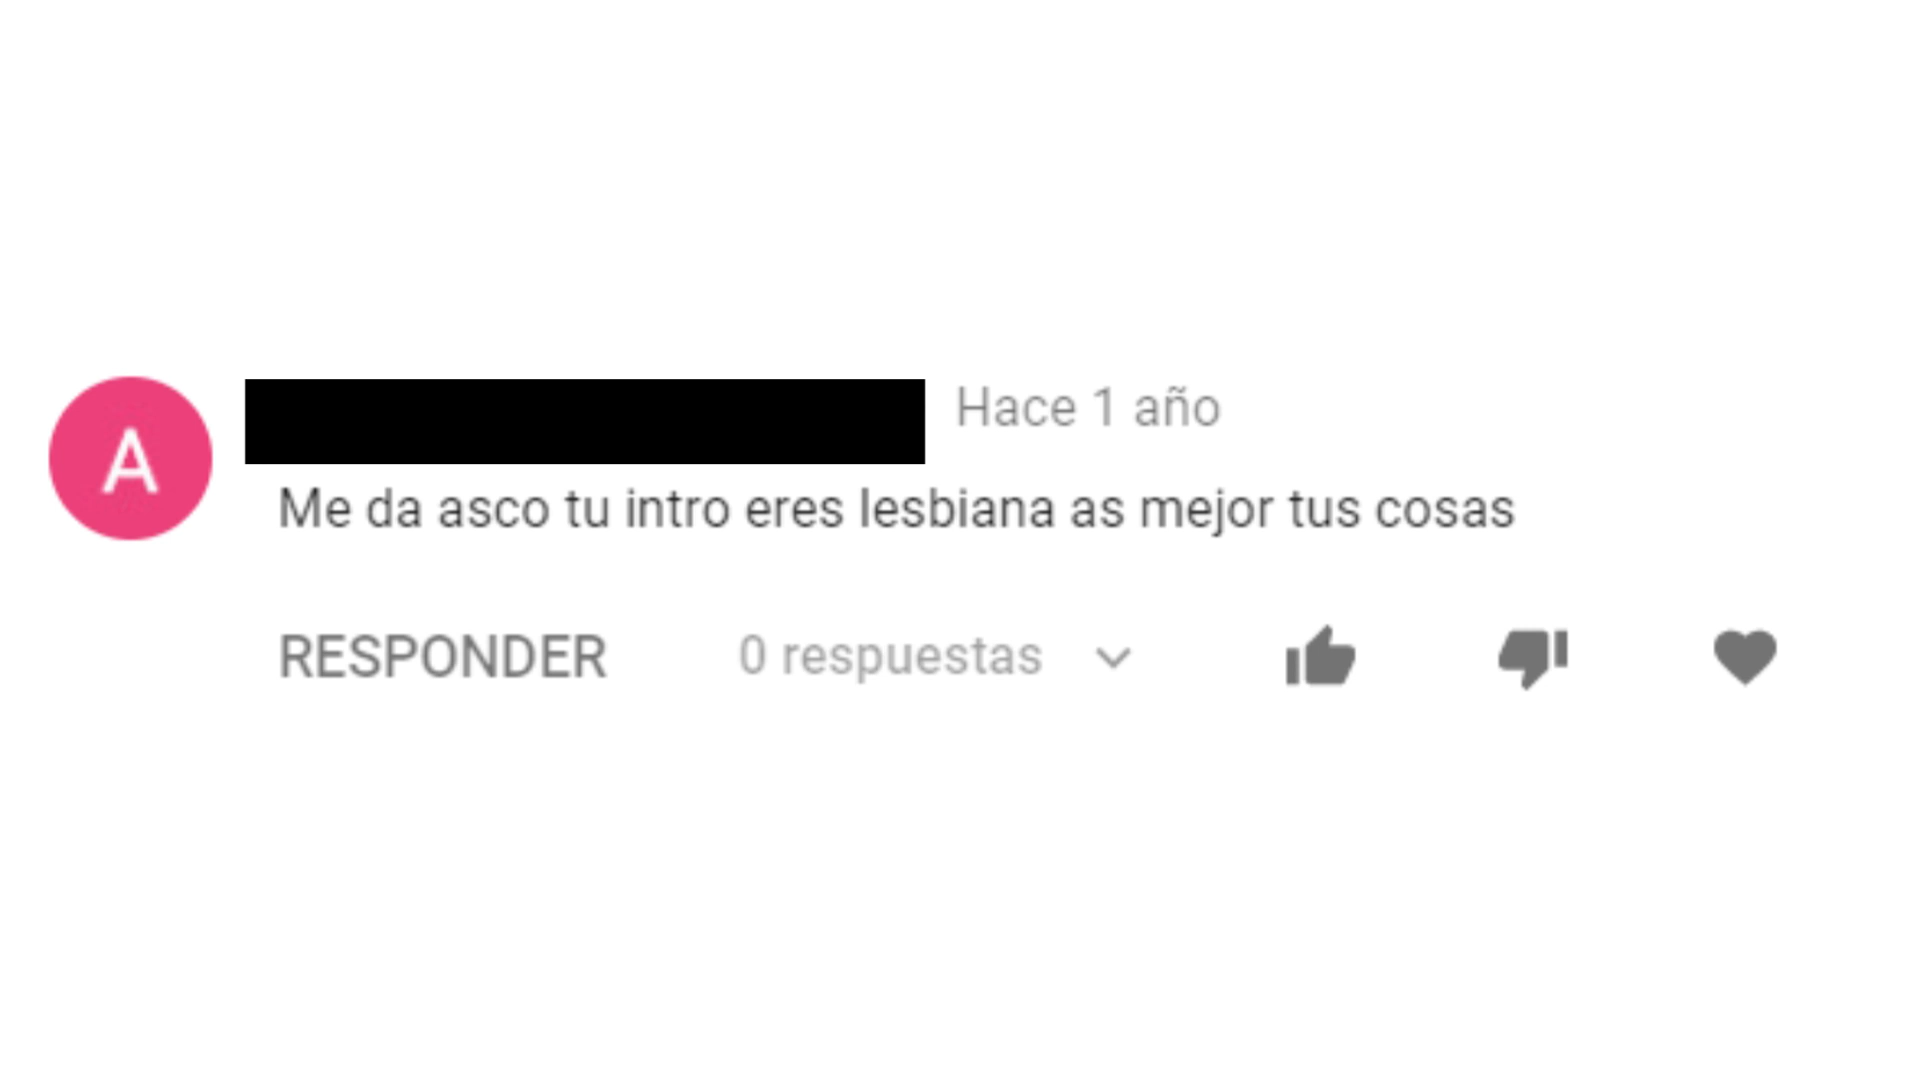 A
Hace 1 año
Me da asco tu intro eres lesbiana as mejor tus cosas
RESPONDER 0 respuestas